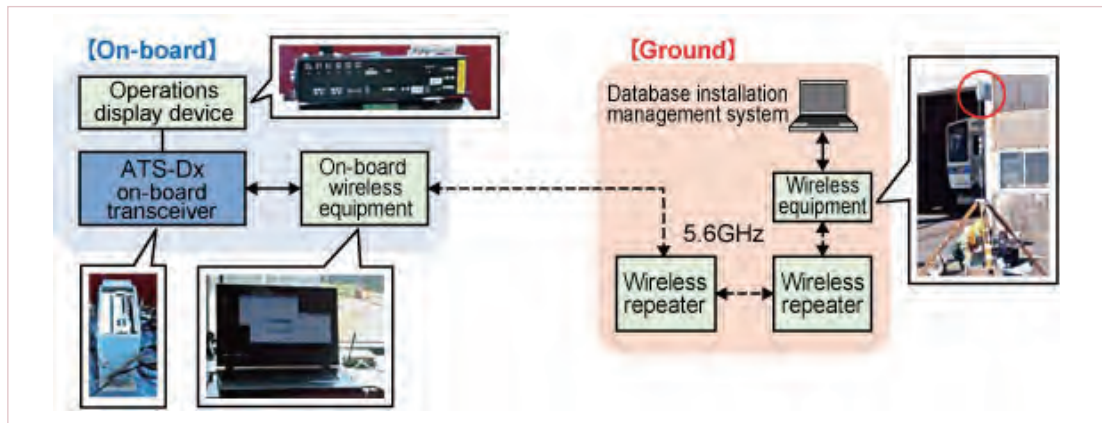 【On-board】
Operations
display device
ATS-Dx
on-board
transceiver
On-board
wireless
equipment
【Ground】
Database installation
management system
Wireless
equipment
5.6GHz
Wireless
repeater
Wireless
repeater